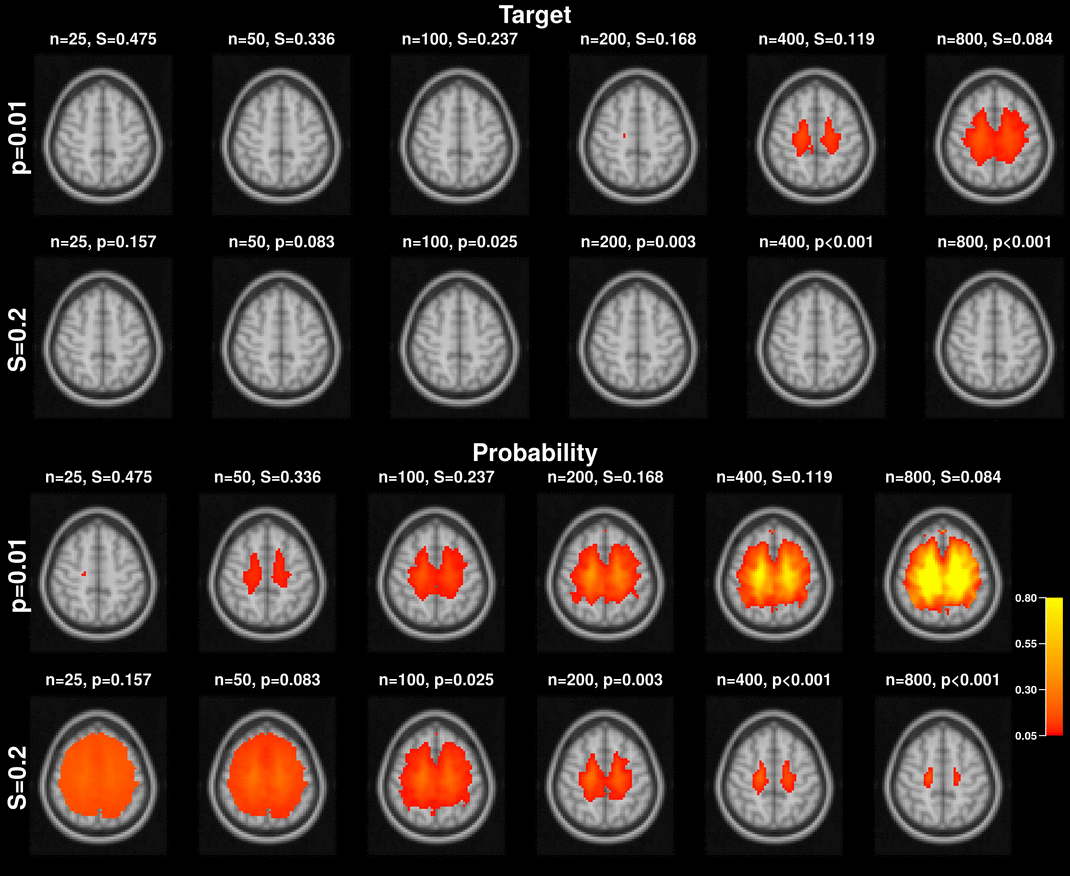 Target
n=25, S=0.475 n=50, S=0.336 n=100, S=0.237 n=200, S=0.168 n=400, S=0.119 n=800, S=0.084
p=0.01
n=25, p=0.157 n=50, p=0.083 n=100, p=0.025 n=200, p=0.003 n=400, p<0.001 n=800, p<0.001
S=0.2
Probability
n=25, S=0.475 n=50, S=0.336 n=100, S=0.237 n=200, S=0.168 n=400, S=0.119 n=800, S=0.084
p=0.01
0.80
0.55
0.30
0.05
n=25, p=0.157 n=50, p=0.083 n=100, p=0.025 n=200, p=0.003 n=400, p<0.001 n=800, p<0.001
S=0.2